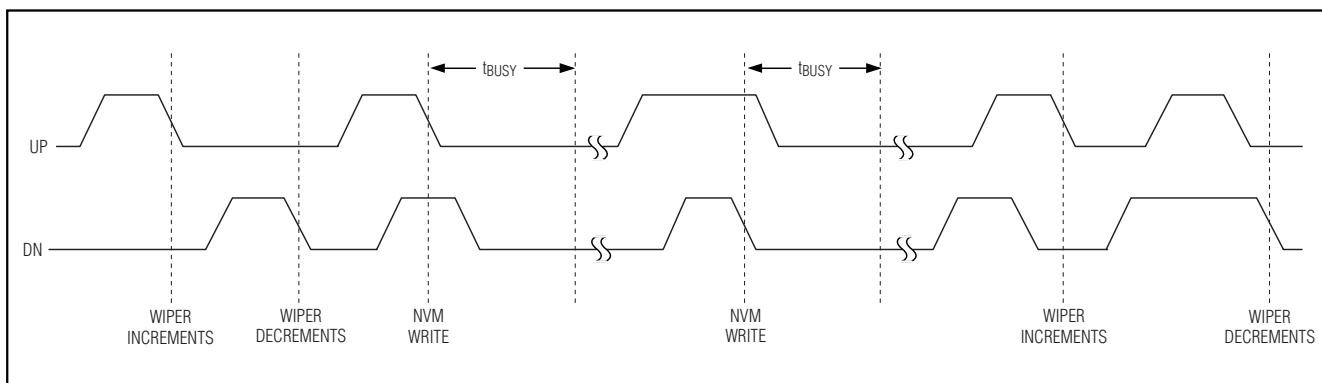 tBUSY
tBUSY
UP
DN
WIPER
INCREMENTS
WIPER
DECREMENTS
NVM
WRITE
NVM
WRITE
WIPER
INCREMENTS
WIPER
DECREMENTS